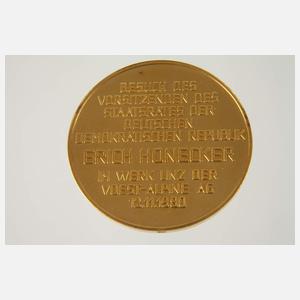 BESUCH DES
VORSITZENDEN DES
STAATSRATES DER
DEUTSCHEN
DEMOKRATISCHEN REPUBLIK
ERICH HONECKER
IM WERK LINZ DER
VOEST-ALPINE AG
12.11.1980